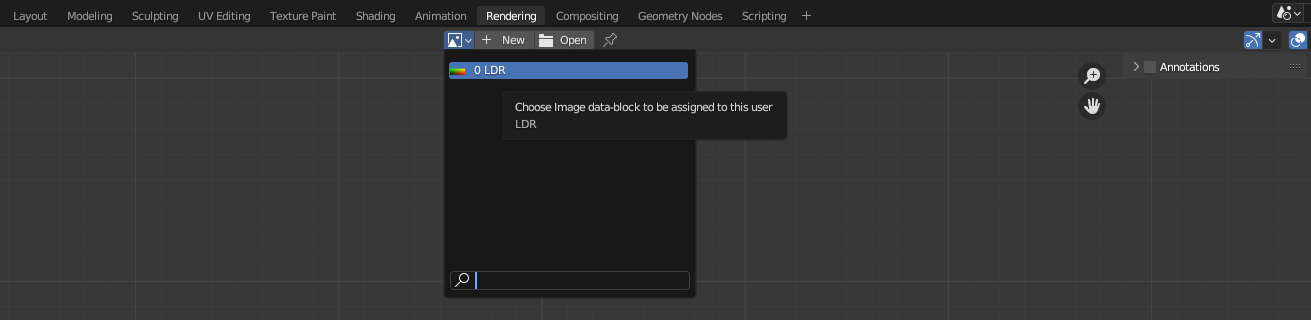 Layout Modeling Sculpting UV Editing Texture Paint Shading Animation Rendering Compositing Geometry Nodes Scripting +
+ New Open
0 LDR
Annotations
Choose Image data-block to be assigned to this user
LDR